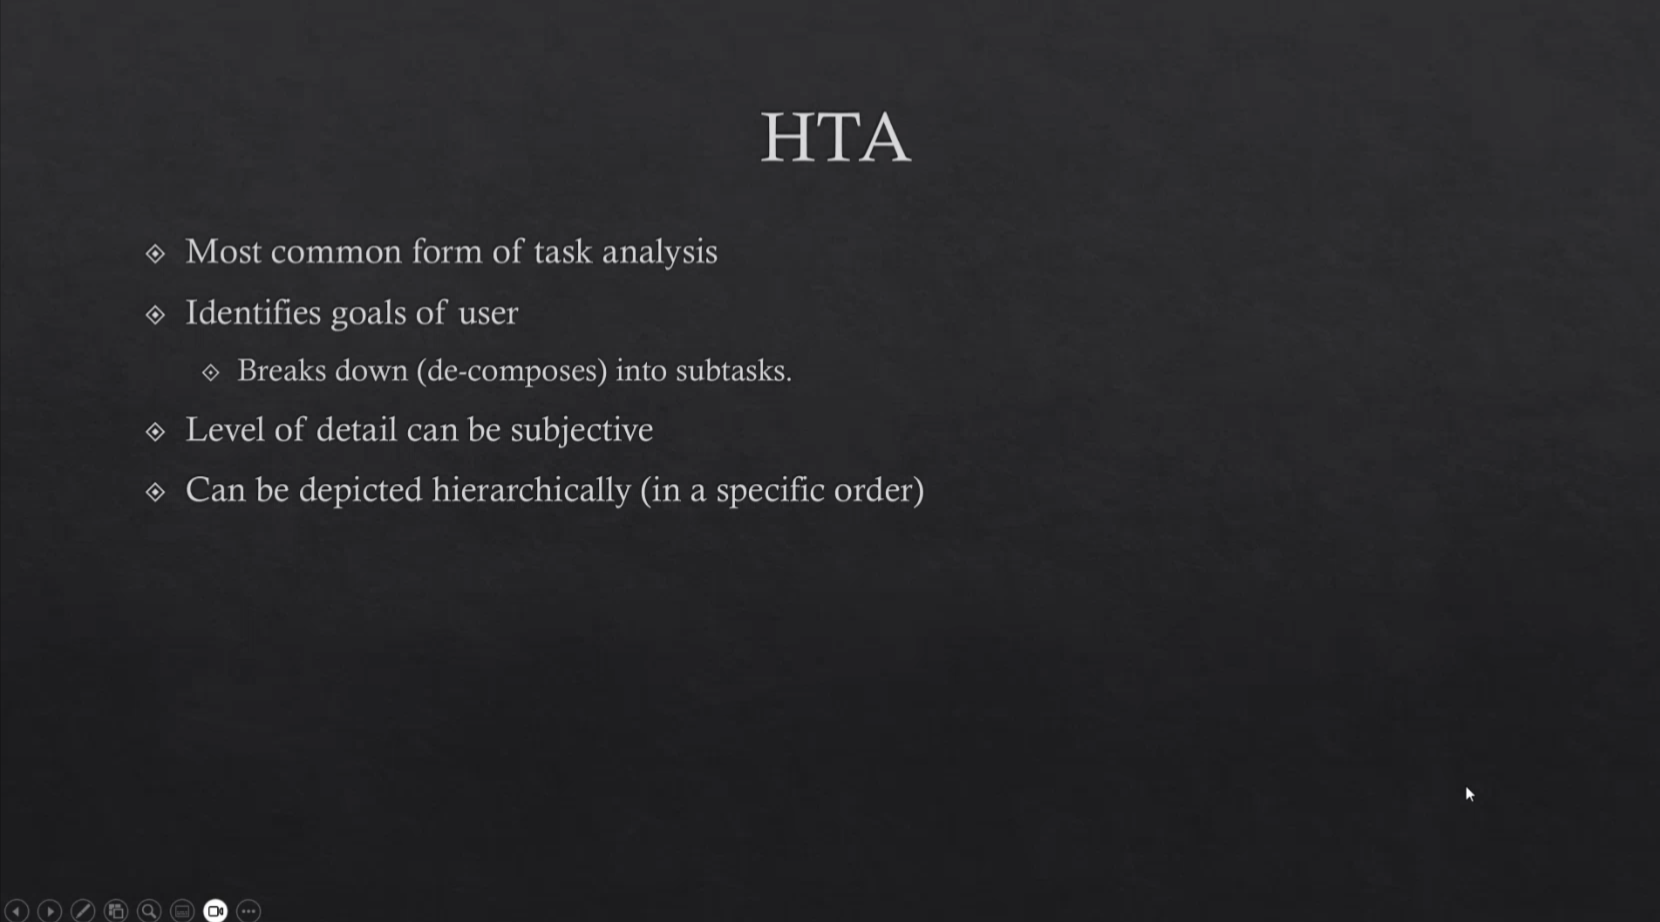 HTA
Most common form of task analysis
Identifies goals of user
Breaks down (de-composes) into subtasks.
Level of detail can be subjective
Can be depicted hierarchically (in a specific order)